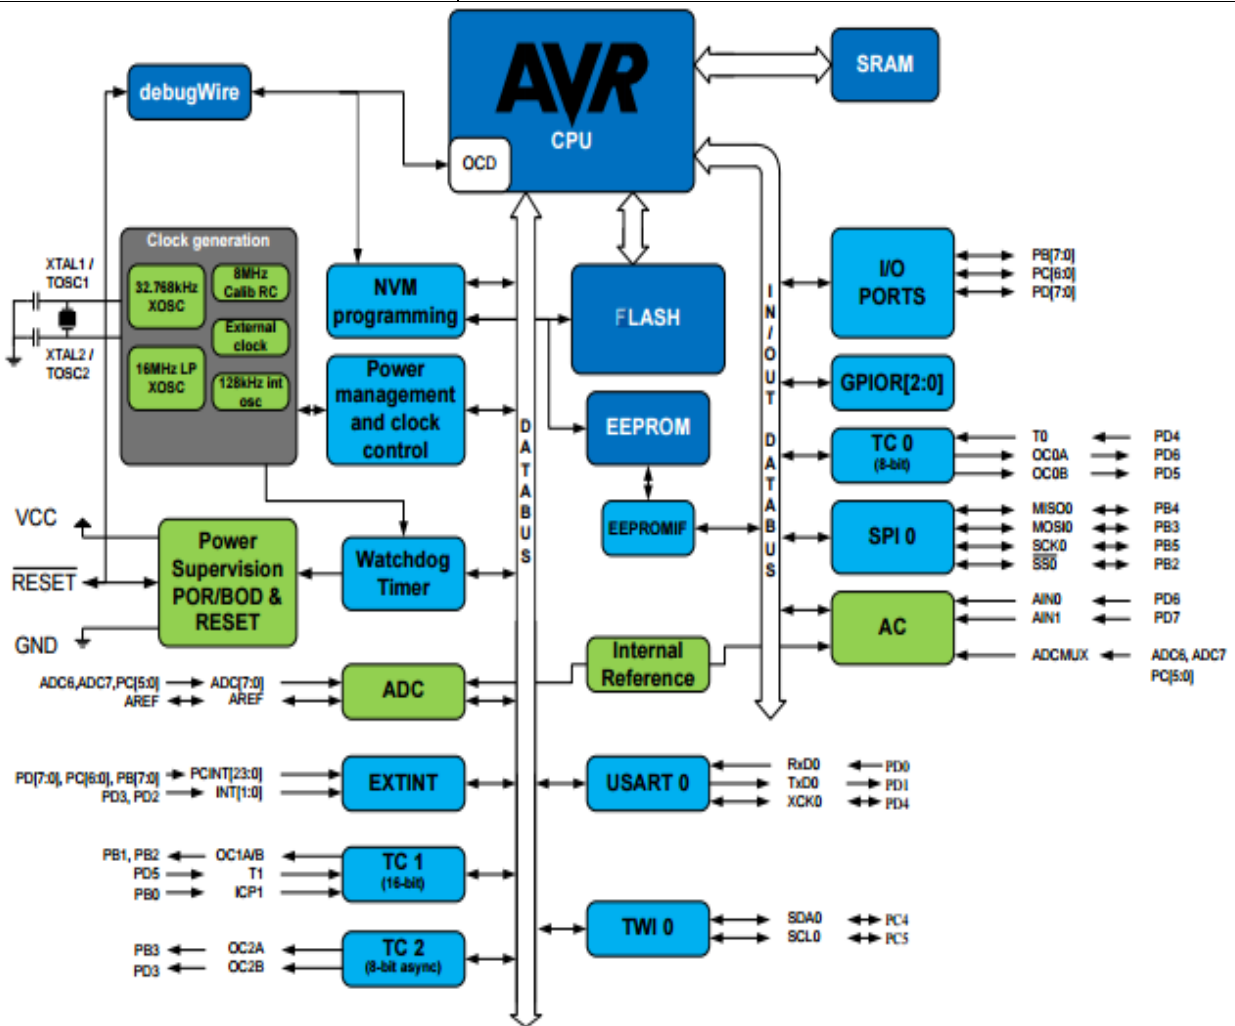 AVR
CPU
OCD
SRAM
debugWire
Clock generation
32.768kHz
XOSC
8MHz
Calib RC
External
clock
16MHz LP
XOSC
128kHz int
osc
XTAL1 /
TOSC1
XTAL2 /
TOSC2
NVM
programming
FLASH
Power
management
and clock
control
EEPROM
EEPROMIF
DATABUS
IN/OUT DATABUS
I/O
PORTS
PB[7:0]
PC[6:0]
PD[7:0]
GPIOR[2:0]
TC 0
(8-bit)
T0 PD4
OC0A PD6
OC0B PD5
SPI 0
MISO0 PB4
MOSI0 PB3
SCK0 PB5
SS0 PB2
AC
AIN0 PD6
AIN1 PD7
ADCMUX ADC6, ADC7
PC[5:0]
VCC
RESET
GND
Power
Supervision
POR/BOD &
RESET
Watchdog
Timer
Internal
Reference
ADC6,ADC7,PC[5:0] ADC[7:0]
AREF AREF
ADC
PD[7:0], PC[6:0], PB[7:0] PCINT[23:0]
PD3, PD2 INT[1:0]
EXTINT
USART 0
RxD0 PD0
TxD0 PD1
XCK0 PD4
PB1, PB2 OC1A/B
PD5 T1
PB0 ICP1
TC 1
(16-bit)
TWI 0
SDA0 PC4
SCL0 PC5
PB3 OC2A
PD3 OC2B
TC 2
(8-bit async)